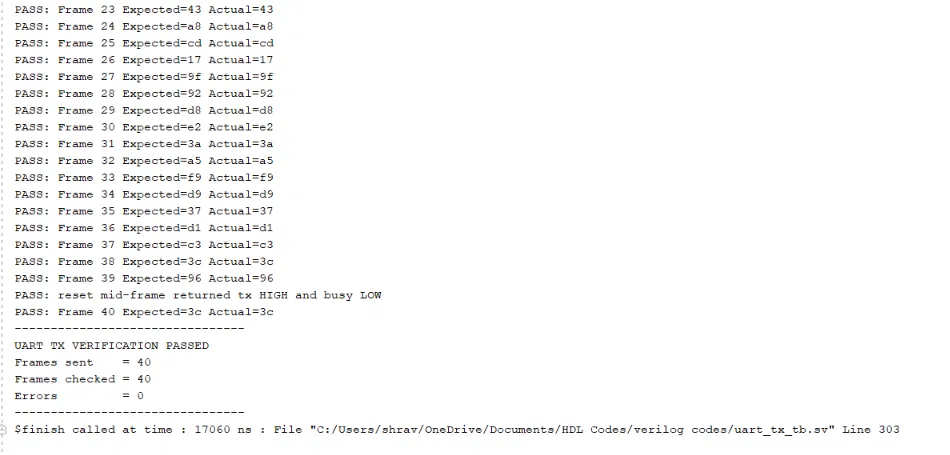 PASS: Frame 23 Expected=43 Actual=43
PASS: Frame 24 Expected=a8 Actual=a8
PASS: Frame 25 Expected=cd Actual=cd
PASS: Frame 26 Expected=17 Actual=17
PASS: Frame 27 Expected=9f Actual=9f
PASS: Frame 28 Expected=92 Actual=92
PASS: Frame 29 Expected=d8 Actual=d8
PASS: Frame 30 Expected=e2 Actual=e2
PASS: Frame 31 Expected=3a Actual=3a
PASS: Frame 32 Expected=a5 Actual=a5
PASS: Frame 33 Expected=f9 Actual=f9
PASS: Frame 34 Expected=d9 Actual=d9
PASS: Frame 35 Expected=37 Actual=37
PASS: Frame 36 Expected=d1 Actual=d1
PASS: Frame 37 Expected=c3 Actual=c3
PASS: Frame 38 Expected=3c Actual=3c
PASS: Frame 39 Expected=96 Actual=96
PASS: reset mid-frame returned tx HIGH and busy LOW
PASS: Frame 40 Expected=3c Actual=3c
--------------------------------
UART TX VERIFICATION PASSED
Frames sent    = 40
Frames checked = 40
Errors         = 0
--------------------------------
$finish called at time : 17060 ns : File "C:/Users/shrav/OneDrive/Documents/HDL Codes/verilog codes/uart_tx_tb.sv" Line 303